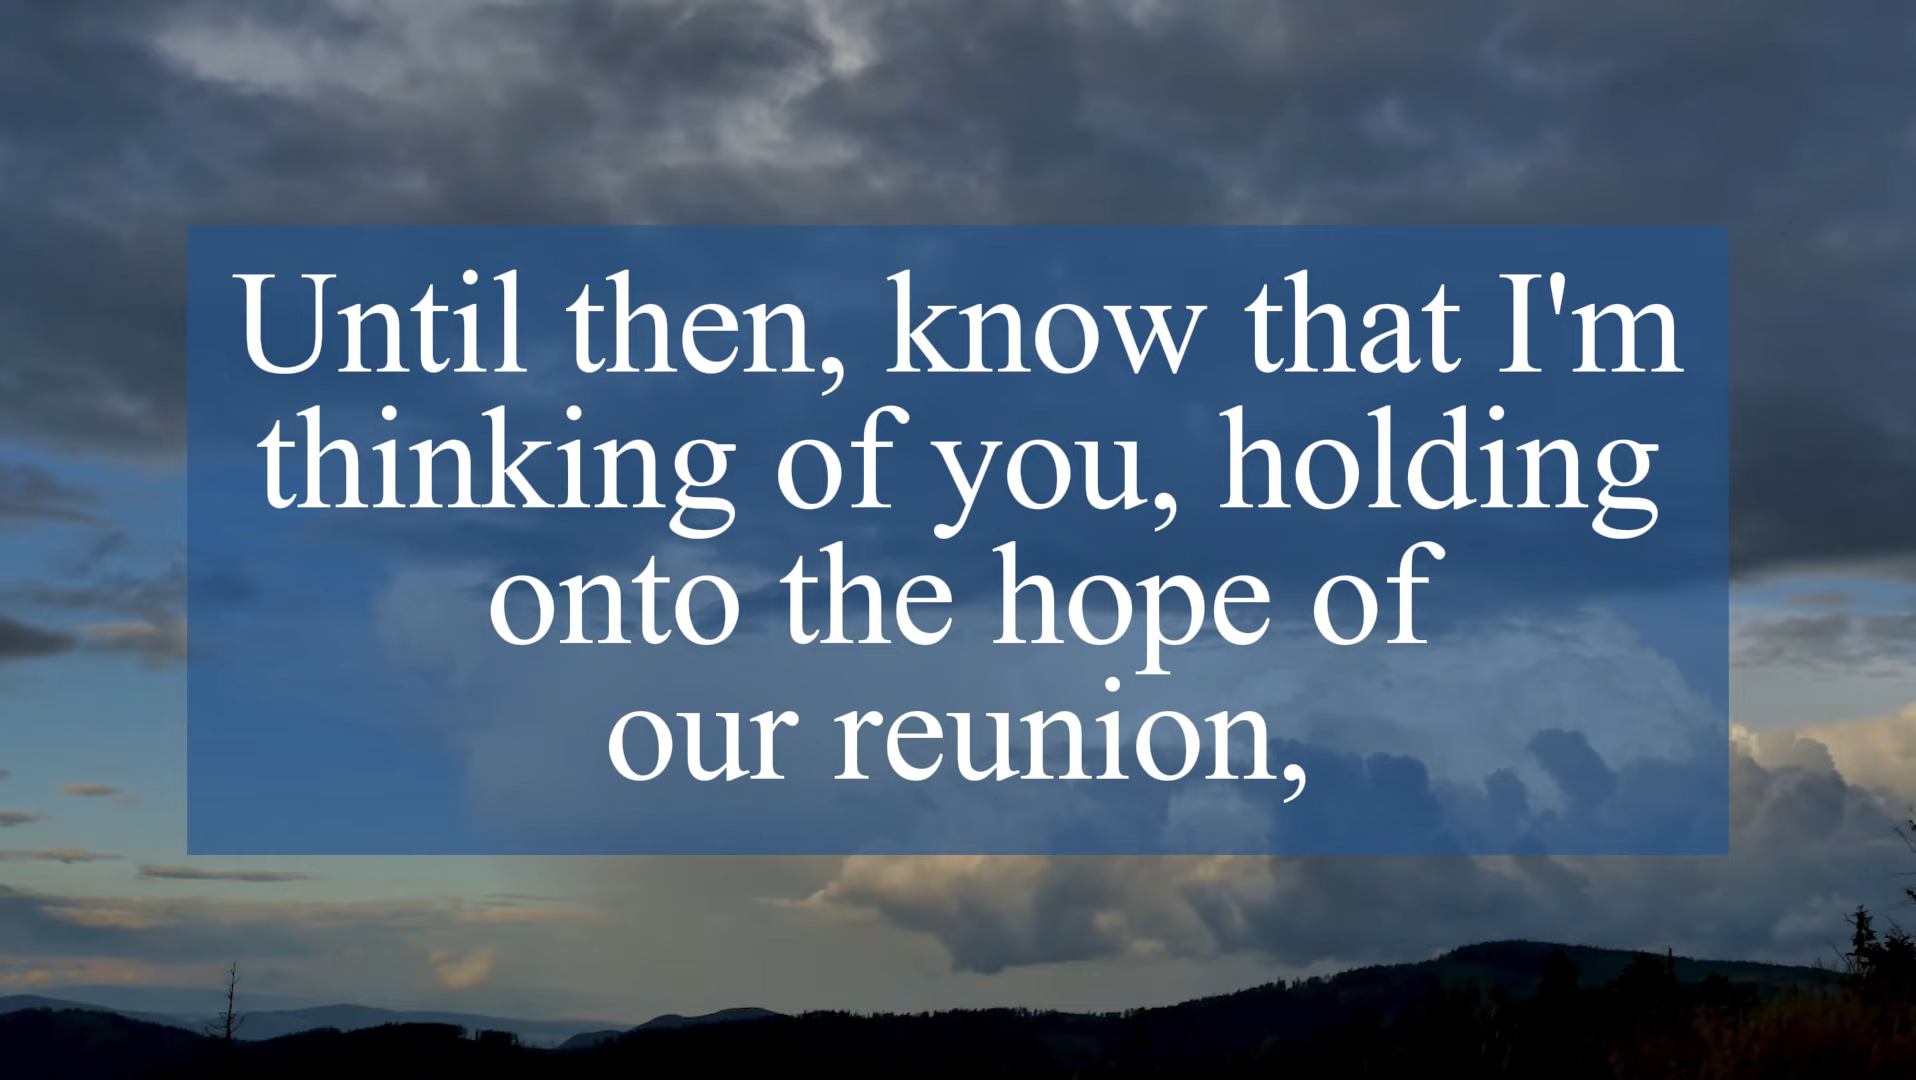 Until then, know that I'm
thinking of you, holding
onto the hope of
our reunion,